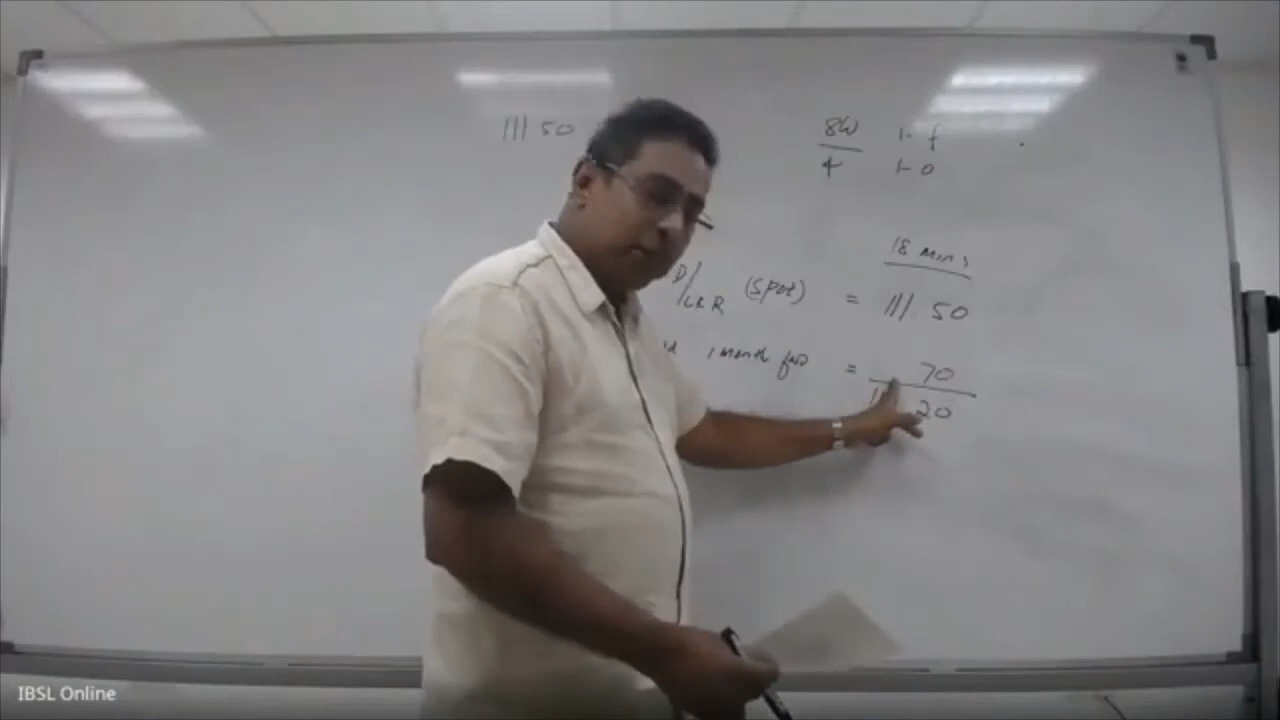 111 50
8W 1- f
4 1- 0
18 mins
D/LKR (Spot) = 111. 50
1 month fwd = 70
20
IBSL Online